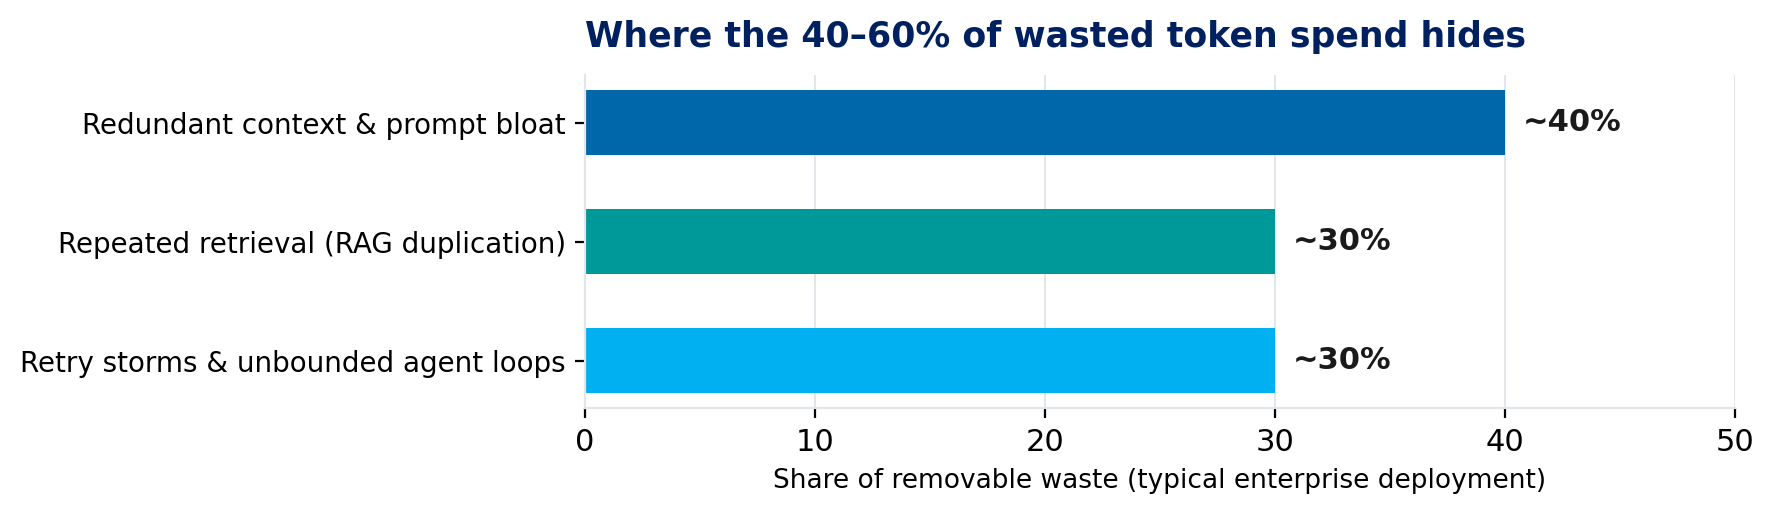 Where the 40–60% of wasted token spend hides
Redundant context & prompt bloat
~40%
Repeated retrieval (RAG duplication)
~30%
Retry storms & unbounded agent loops
~30%
0 10 20 30 40 50
Share of removable waste (typical enterprise deployment)